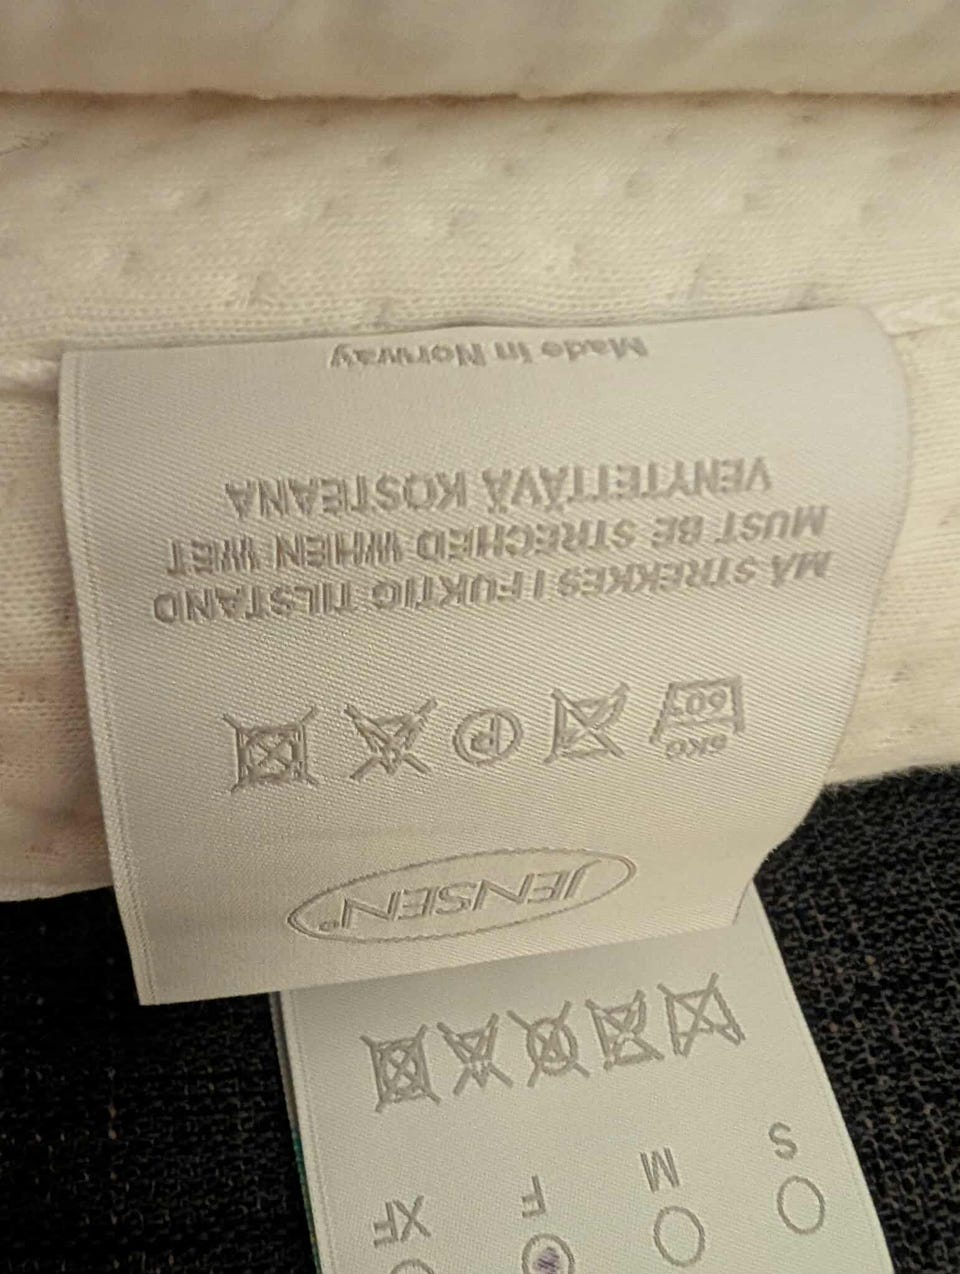 S M F XF
JENSEN®
60
P
MÅ STREKKES I FUKTIG TILSTAND
MUST BE STRECHED WHEN WET
VENYTETTÄVÄ KOSTEANA
Made in Norway